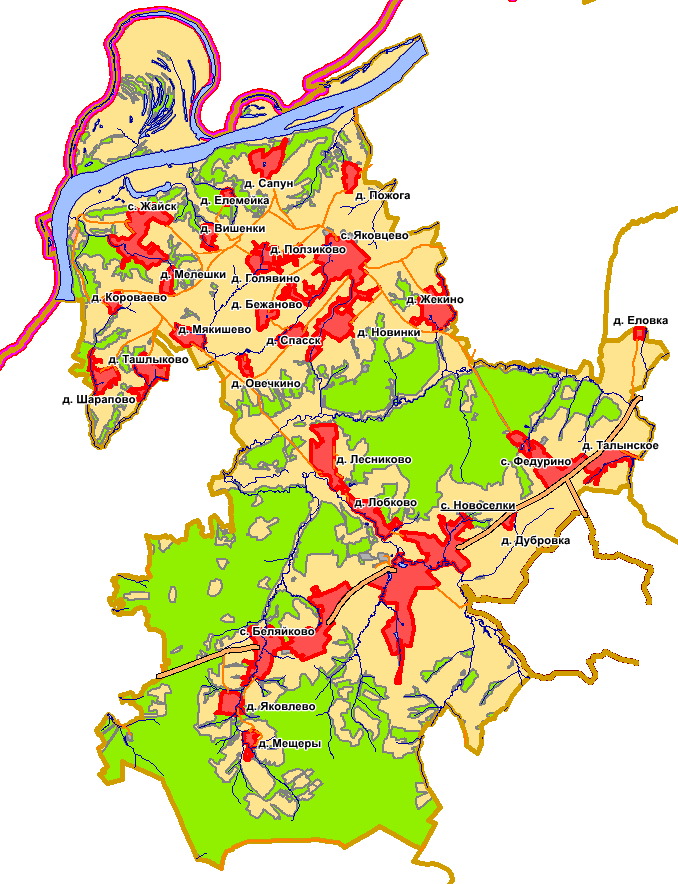 д. Сапун
д. Пожога
д. Елемейка
с. Жайск
д. Вишенки
с. Яковцево
д. Ползиково
д. Мелешки
д. Голявино
д. Короваево
д. Бежаново
д. Жекино
д. Мякишево
д. Новинки
д. Спасск
д. Еловка
д. Ташлыково
д. Овечкино
д. Шарапово
д. Талынское
д. Лесниково
с. Федурино
д. Лобково
с. Новоселки
д. Дубровка
с. Беляйково
д. Яковлево
д. Мещеры